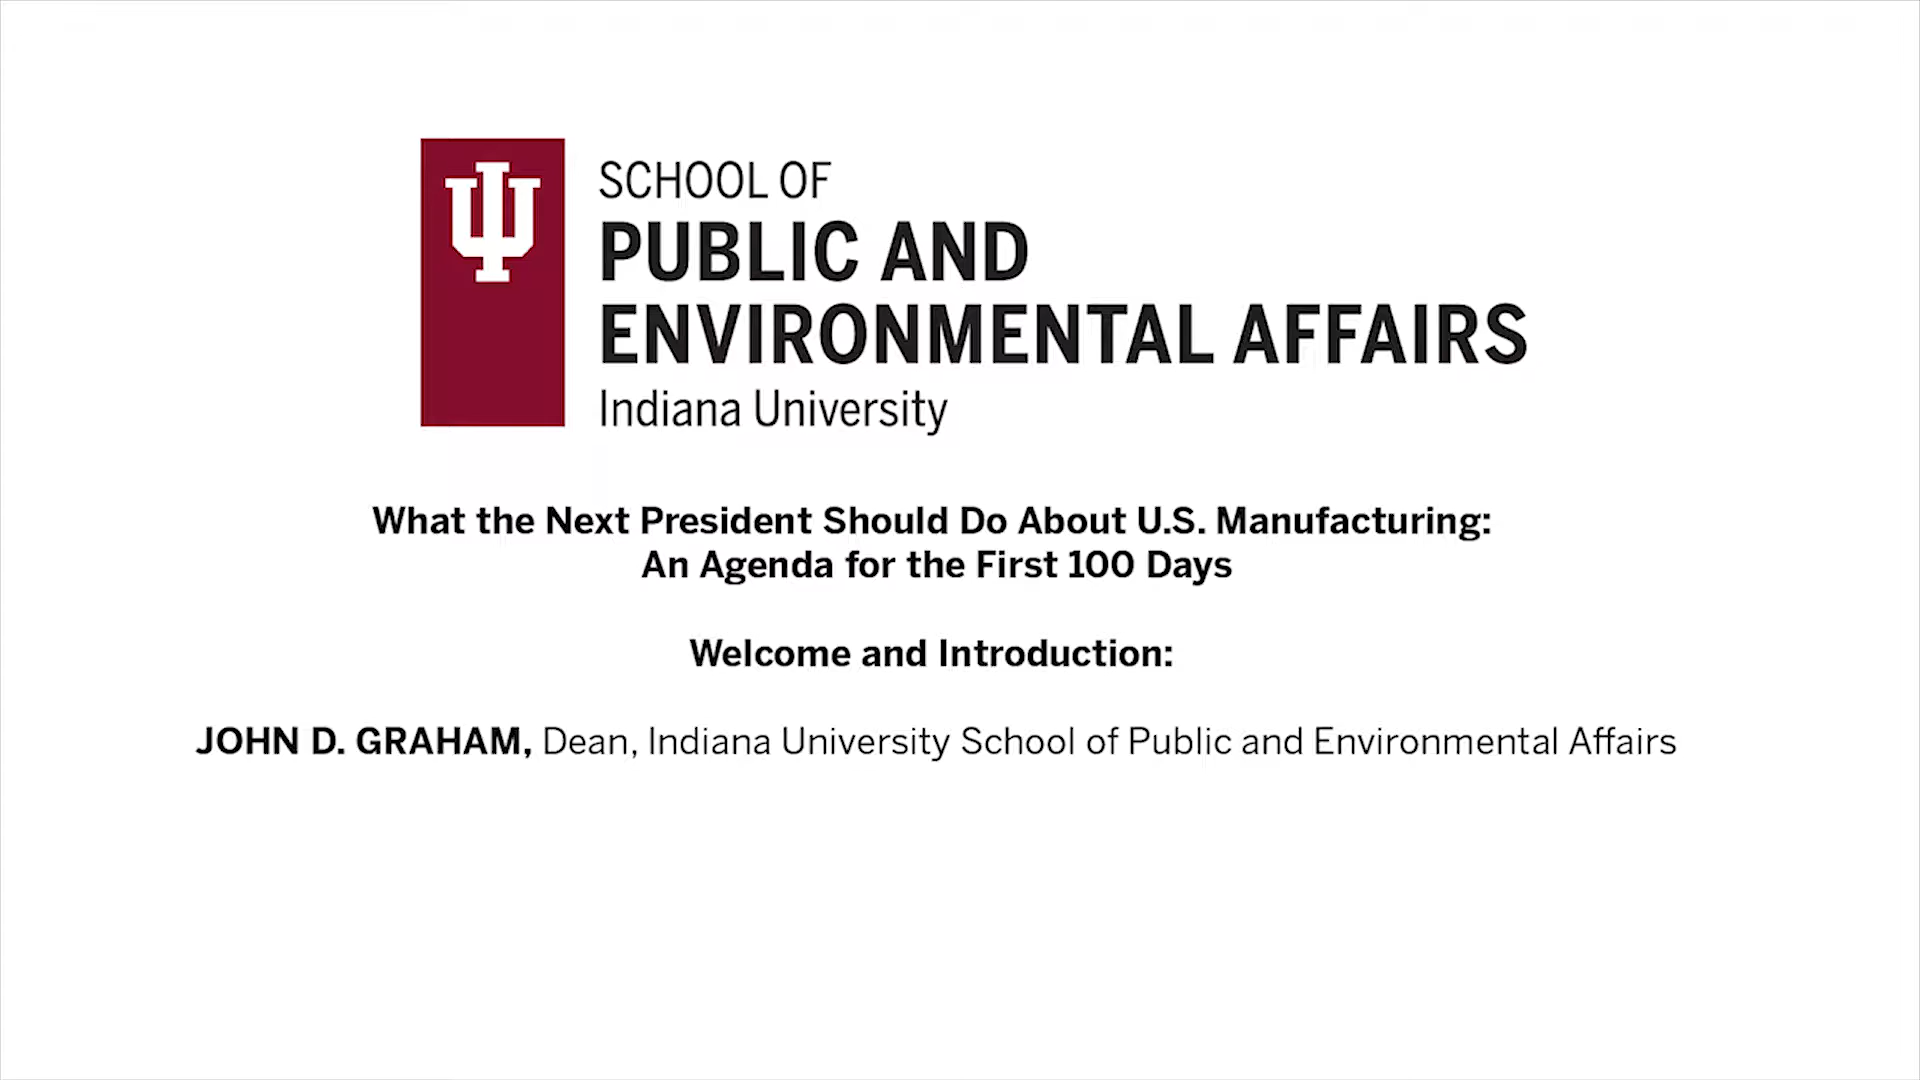 SCHOOL OF
PUBLIC AND
ENVIRONMENTAL AFFAIRS
Indiana University
What the Next President Should Do About U.S. Manufacturing:
An Agenda for the First 100 Days
Welcome and Introduction:
JOHN D. GRAHAM, Dean, Indiana University School of Public and Environmental Affairs